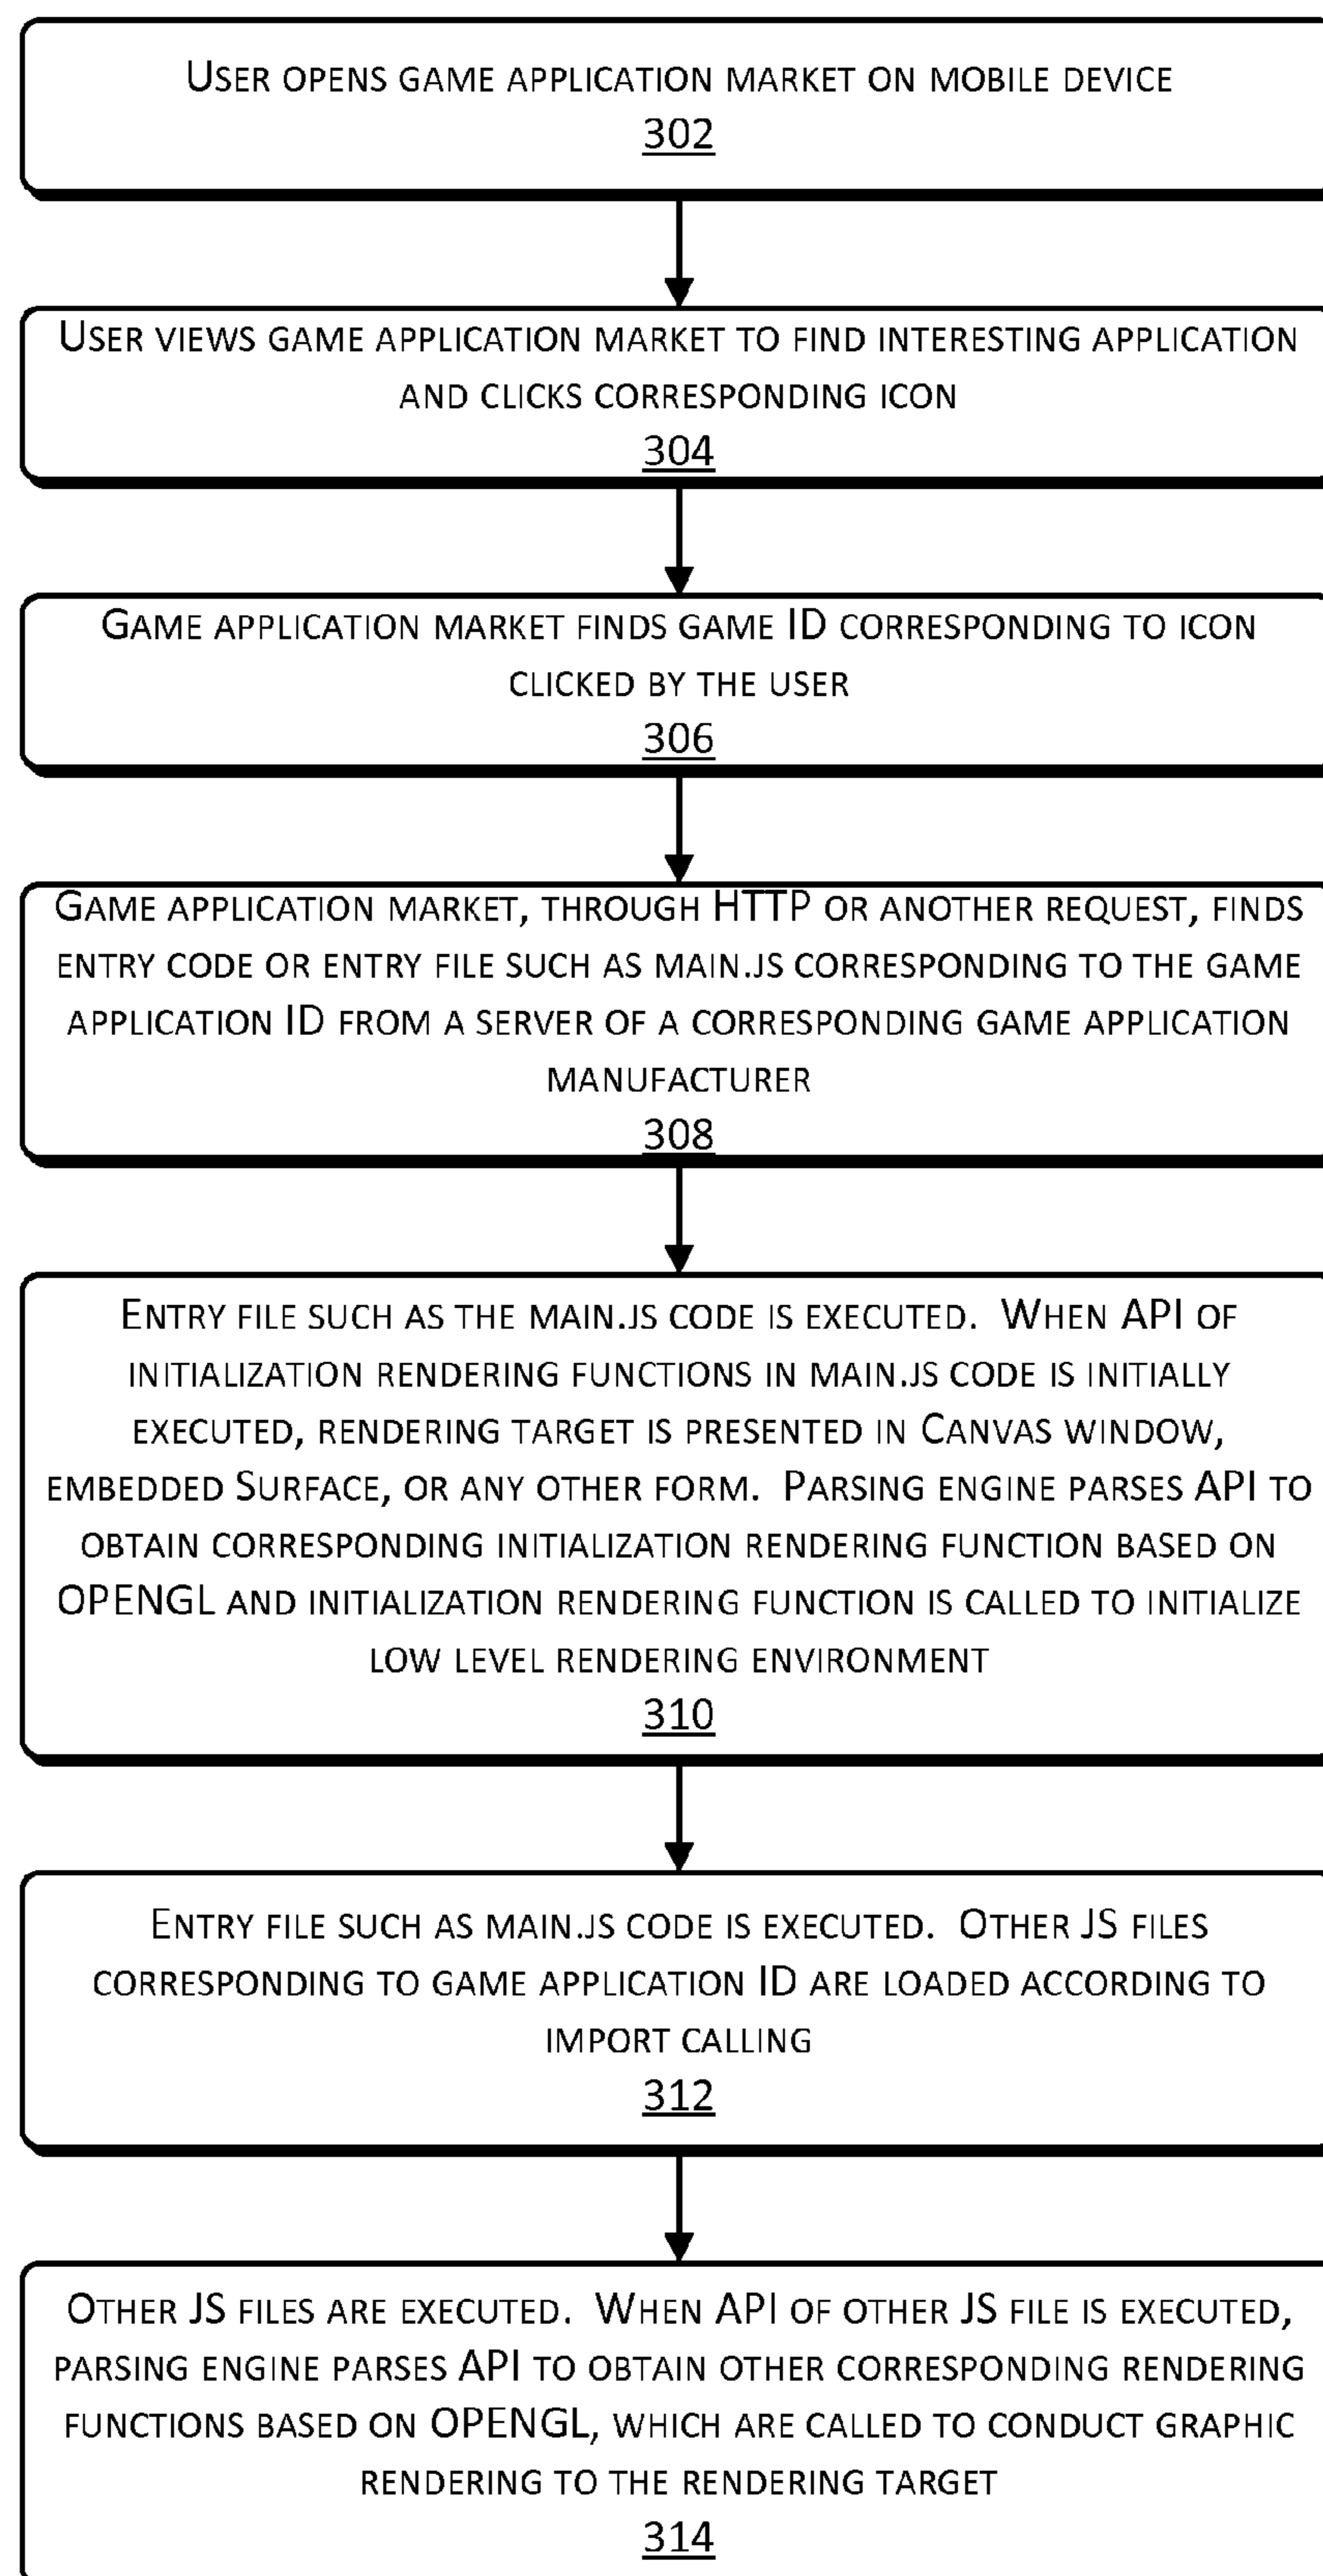 User opens game application market on mobile device
302
User views game application market to find interesting application
and clicks corresponding icon
304
Game application market finds game ID corresponding to icon
clicked by the user
306
Game application market, through HTTP or another request, finds
entry code or entry file such as main.js corresponding to the game
application ID from a server of a corresponding game application
manufacturer
308
Entry file such as the main.js code is executed. When API of
initialization rendering functions in main.js code is initially
executed, rendering target is presented in Canvas window,
embedded Surface, or any other form. Parsing engine parses API to
obtain corresponding initialization rendering function based on
OPENGL and initialization rendering function is called to initialize
low level rendering environment
310
Entry file such as main.js code is executed. Other JS files
corresponding to game application ID are loaded according to
import calling
312
Other JS files are executed. When API of other JS file is executed,
parsing engine parses API to obtain other corresponding rendering
functions based on OPENGL, which are called to conduct graphic
rendering to the rendering target
314